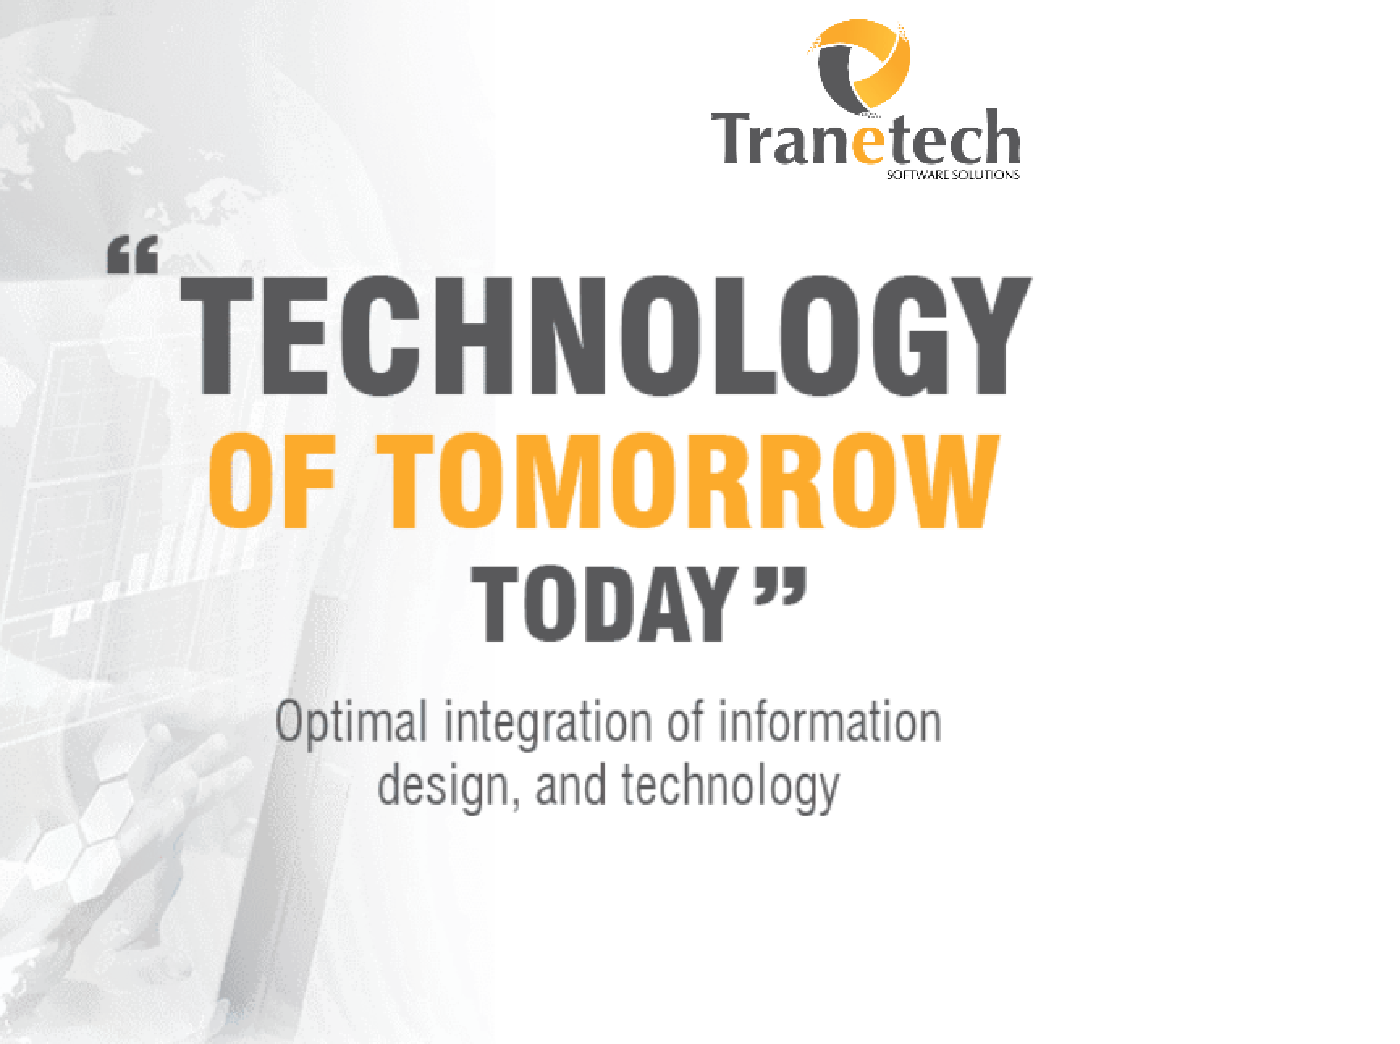 Tranetech
SOFTWARE SOLUTIONS
“TECHNOLOGY
OF TOMORROW
TODAY”
Optimal integration of information
design, and technology